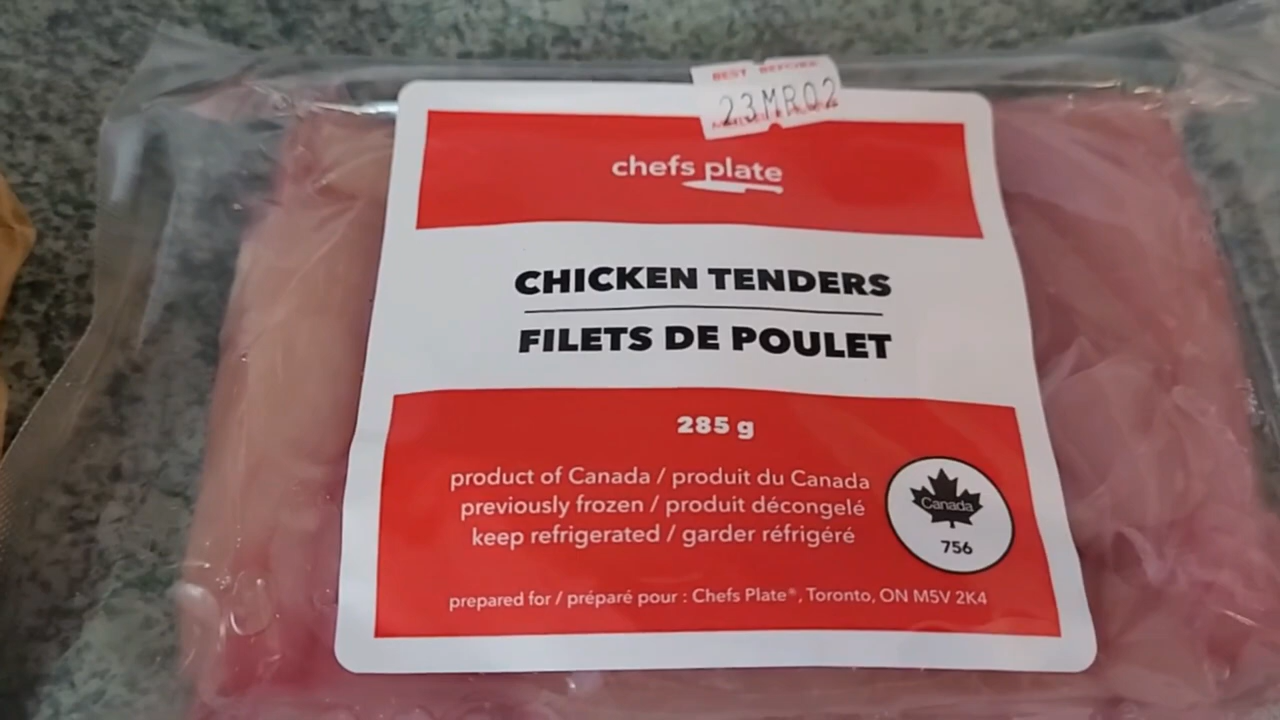 BEST BEFORE
23MR02
chefs plate
CHICKEN TENDERS
FILETS DE POULET
285 g
product of Canada / produit du Canada
previously frozen / produit décongelé
keep refrigerated / garder réfrigéré
Canada
756
prepared for / préparé pour : Chefs Plate®, Toronto, ON M5V 2K4